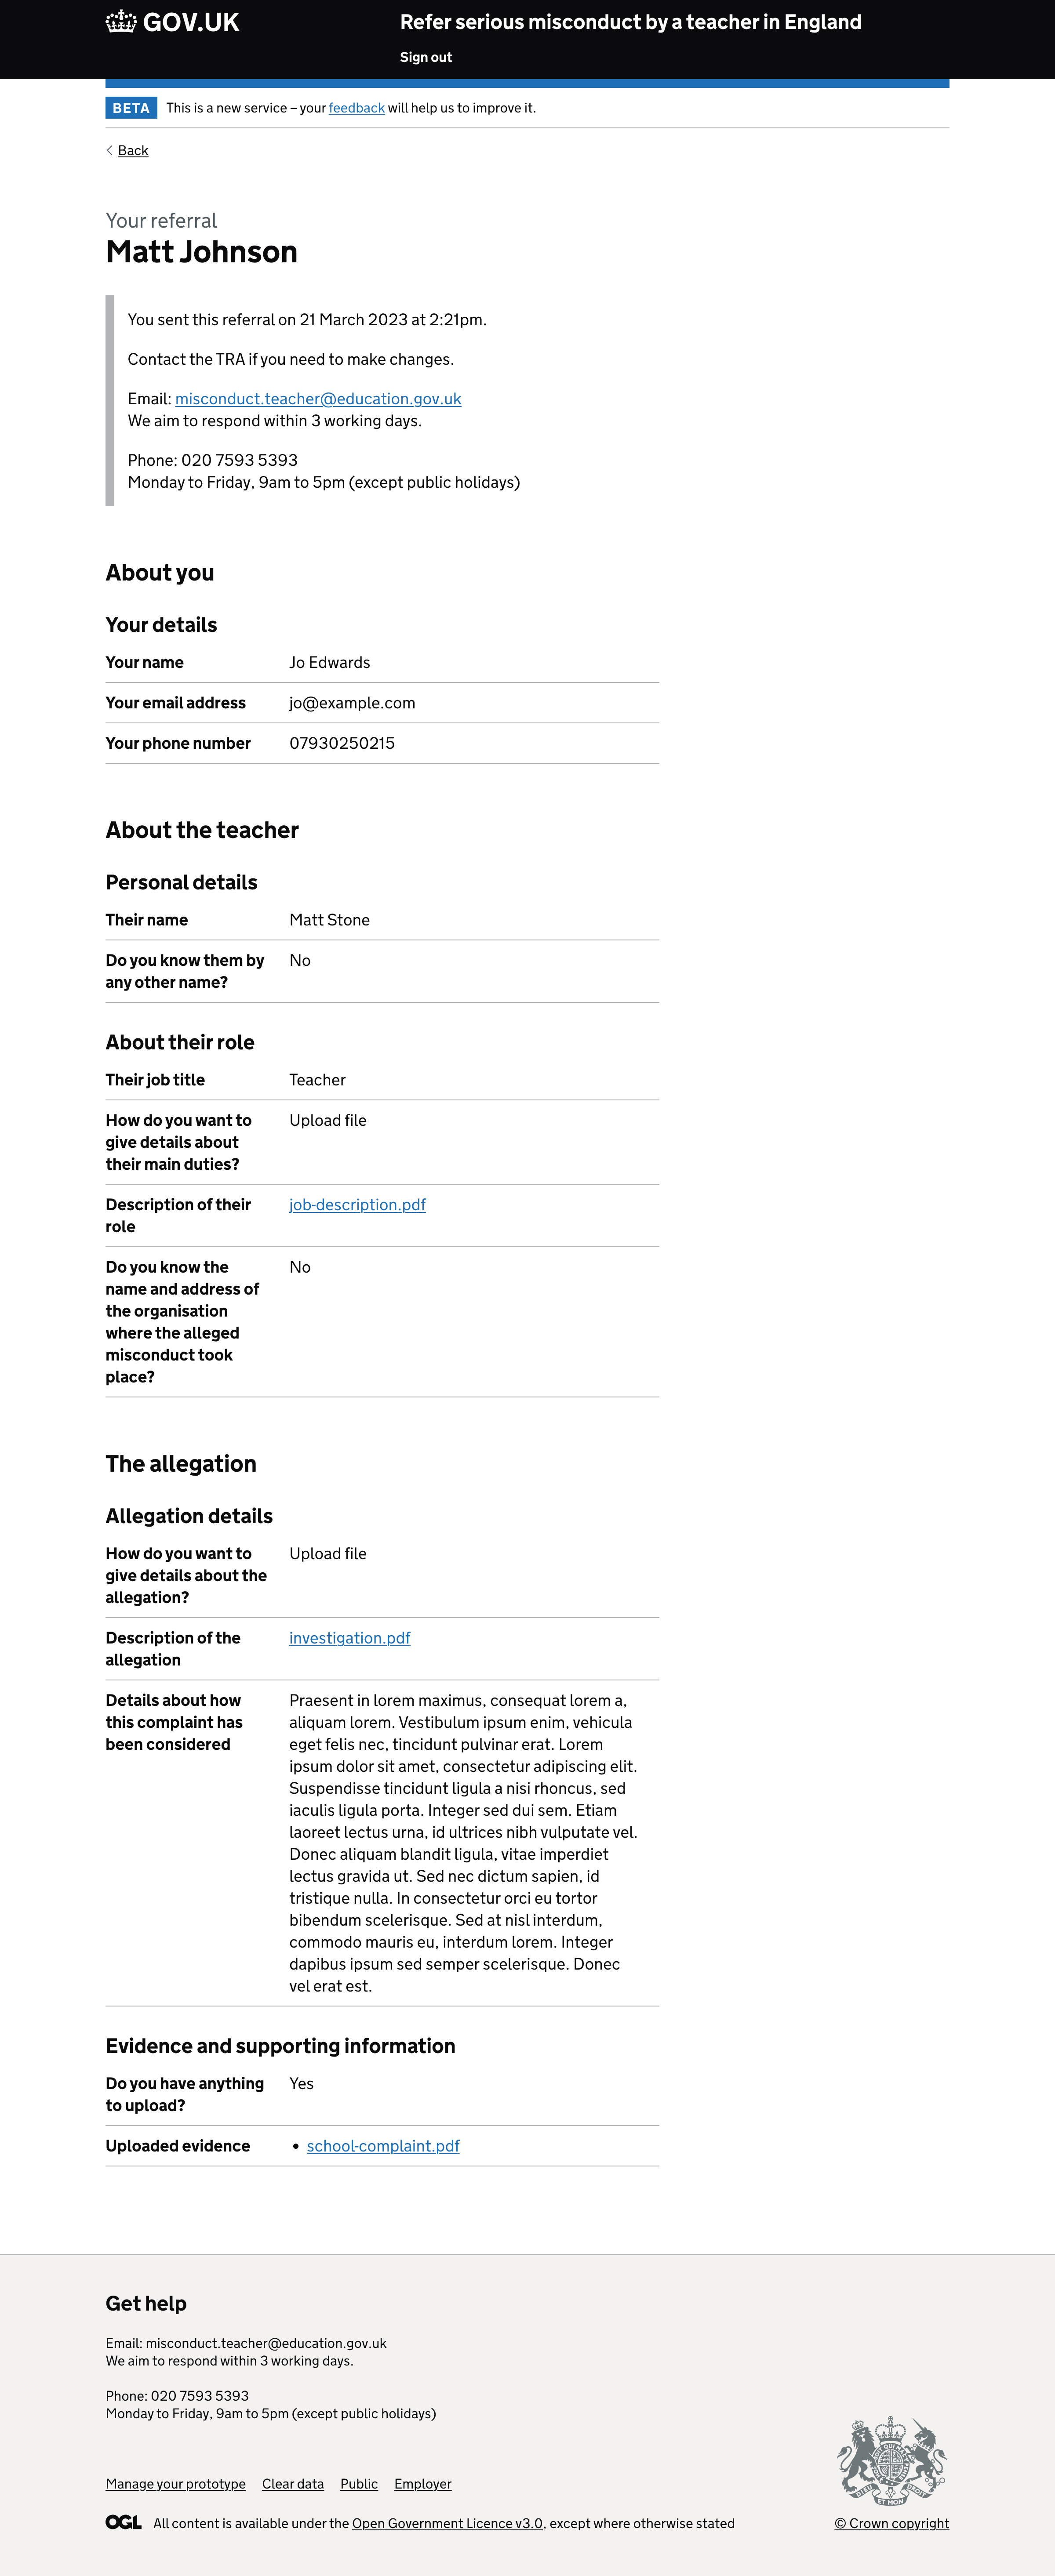 GOV.UK
Refer serious misconduct by a teacher in England
Sign out
BETA
This is a new service – your feedback will help us to improve it.
Back
Your referral
Matt Johnson
You sent this referral on 21 March 2023 at 2:21pm.
Contact the TRA if you need to make changes.
Email: misconduct.teacher@education.gov.uk
We aim to respond within 3 working days.
Phone: 020 7593 5393
Monday to Friday, 9am to 5pm (except public holidays)
About you
Your details
Your name
Jo Edwards
Your email address
jo@example.com
Your phone number
07930250215
About the teacher
Personal details
Their name
Matt Stone
Do you know them by
any other name?
No
About their role
Their job title
Teacher
How do you want to
give details about
their main duties?
Upload file
Description of their
role
job-description.pdf
Do you know the
name and address of
the organisation
where the alleged
misconduct took
place?
No
The allegation
Allegation details
How do you want to
give details about the
allegation?
Upload file
Description of the
allegation
investigation.pdf
Details about how
this complaint has
been considered
Praesent in lorem maximus, consequat lorem a,
aliquam lorem. Vestibulum ipsum enim, vehicula
eget felis nec, tincidunt pulvinar erat. Lorem
ipsum dolor sit amet, consectetur adipiscing elit.
Suspendisse tincidunt ligula a nisi rhoncus, sed
iaculis ligula porta. Integer sed dui sem. Etiam
laoreet lectus urna, id ultrices nibh vulputate vel.
Donec aliquam blandit ligula, vitae imperdiet
lectus gravida ut. Sed nec dictum sapien, id
tristique nulla. In consectetur orci eu tortor
bibendum scelerisque. Sed at nisl interdum,
commodo mauris eu, interdum lorem. Integer
dapibus ipsum sed semper scelerisque. Donec
vel erat est.
Evidence and supporting information
Do you have anything
to upload?
Yes
Uploaded evidence
• school-complaint.pdf
Get help
Email: misconduct.teacher@education.gov.uk
We aim to respond within 3 working days.
Phone: 020 7593 5393
Monday to Friday, 9am to 5pm (except public holidays)
Manage your prototype
Clear data
Public
Employer
OGL
All content is available under the Open Government Licence v3.0, except where otherwise stated
© Crown copyright